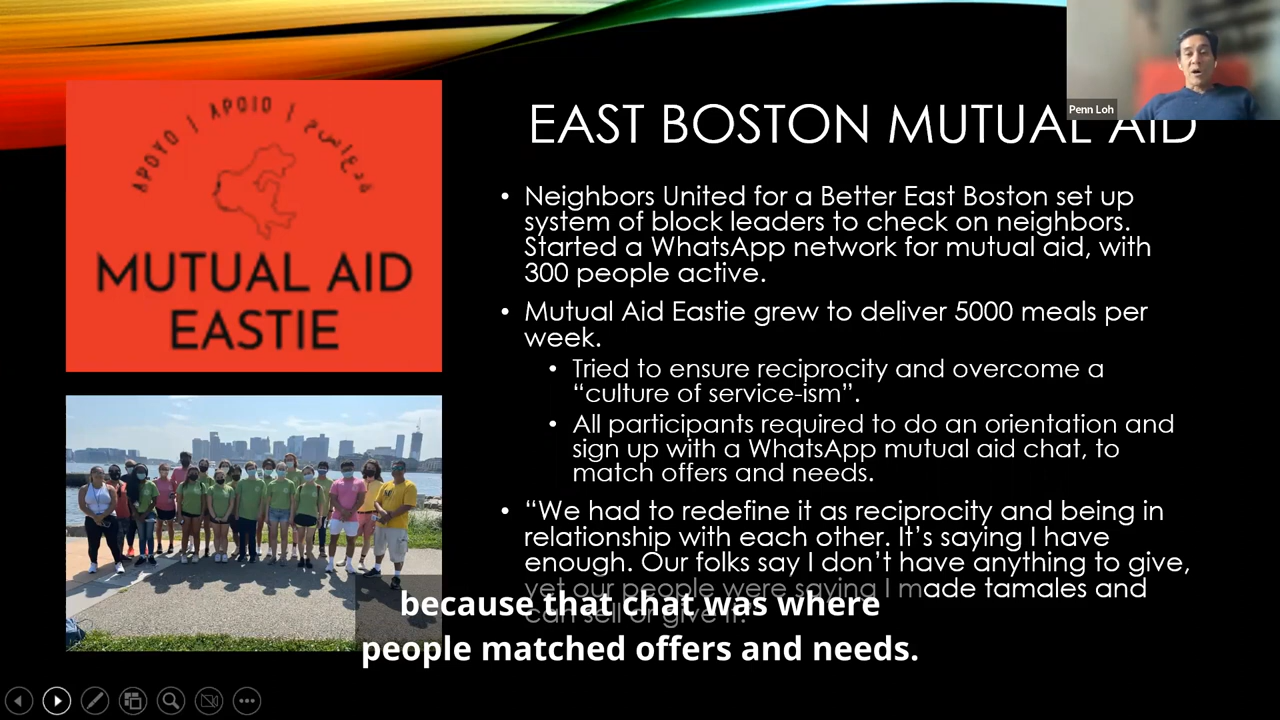 Penn Loh
EAST BOSTON MUTUAL AID
APOYO | APOIO | مساعدة
MUTUAL AID
EASTIE
• Neighbors United for a Better East Boston set up
system of block leaders to check on neighbors.
Started a WhatsApp network for mutual aid, with
300 people active.
• Mutual Aid Eastie grew to deliver 5000 meals per
week.
• Tried to ensure reciprocity and overcome a
“culture of service-ism”.
• All participants required to do an orientation and
sign up with a WhatsApp mutual aid chat, to
match offers and needs.
• “We had to redefine it as reciprocity and being in
relationship with each other. It’s saying I have
enough. Our folks say I don’t have anything to give,
yet our people were saying I made tamales and
can sell or give it.”
because that chat was where
people matched offers and needs.